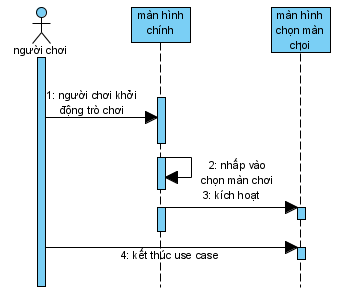 màn hình
chính
màn hình
chọn màn
choi
người chơi
1: người chơi khởi
động trò chơi
2: nhấp vào
chọn màn chơi
3: kích hoạt
4: kết thúc use case